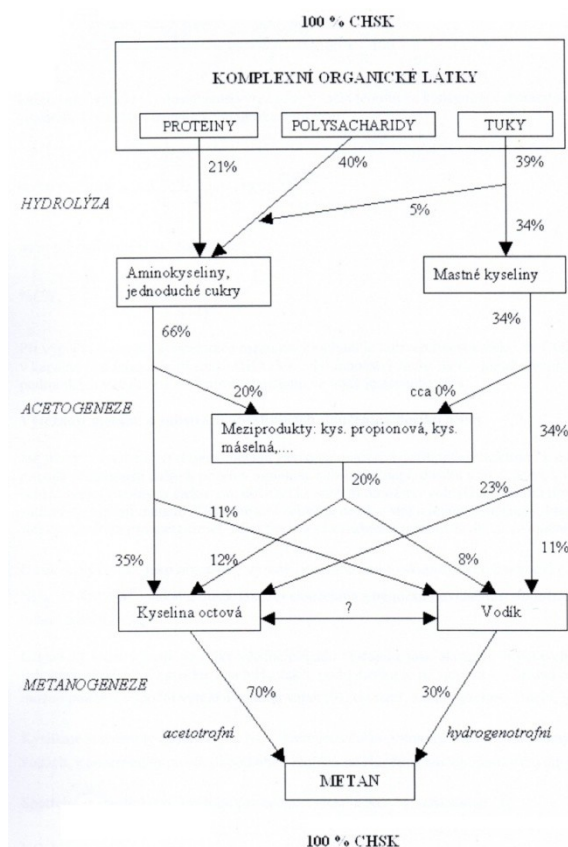 100 % CHSK
KOMPLEXNÍ ORGANICKÉ LÁTKY
PROTEINY
POLYSACHARIDY
TUKY
21%
40%
39%
HYDROLÝZA
5%
34%
Aminokyseliny,
jednoduché cukry
Mastné kyseliny
66%
34%
20%
cca 0%
ACETOGENEZE
Meziprodukty: kys. propionová, kys.
máselná,....
34%
20%
23%
11%
35%
12%
8%
11%
Kyselina octová
?
Vodík
METANOGENEZE
70%
30%
acetotrofní
hydrogenotrofní
METAN
100 % CHSK